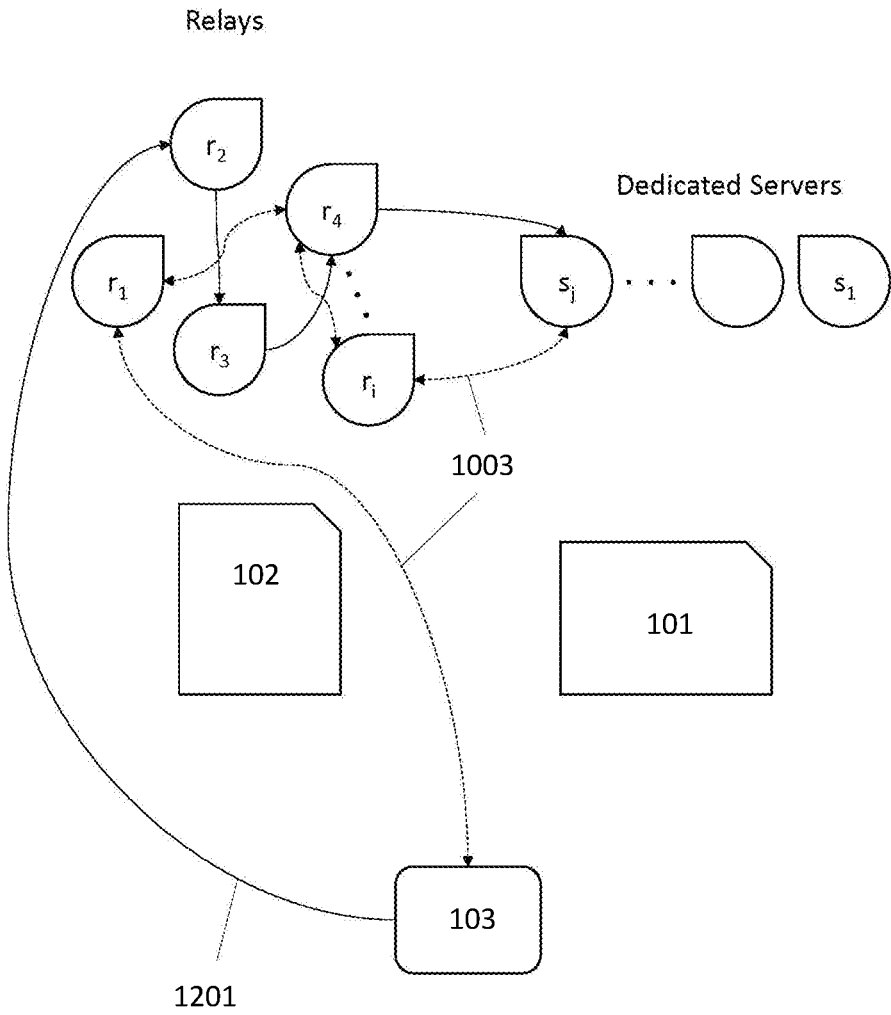 Relays
r2
Dedicated Servers
r4
r1
sj
. . .
s1
r3
ri
1003
102
101
103
1201